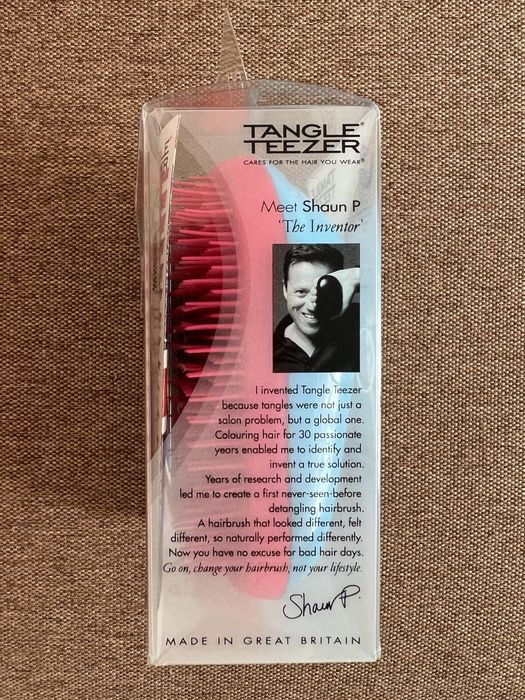 TANGLE
TEEZER®
CARES FOR THE HAIR YOU WEAR®
Meet Shaun P
'The Inventor'
I invented Tangle Teezer
because tangles were not just a
salon problem, but a global one.
Colouring hair for 30 passionate
years enabled me to identify and
invent a true solution.
Years of research and development
led me to create a first never-seen-before
detangling hairbrush.
A hairbrush that looked different, felt
different, so naturally performed differently.
Now you have no excuse for bad hair days.
Go on, change your hairbrush, not your lifestyle.
Shaun P.
MADE IN GREAT BRITAIN